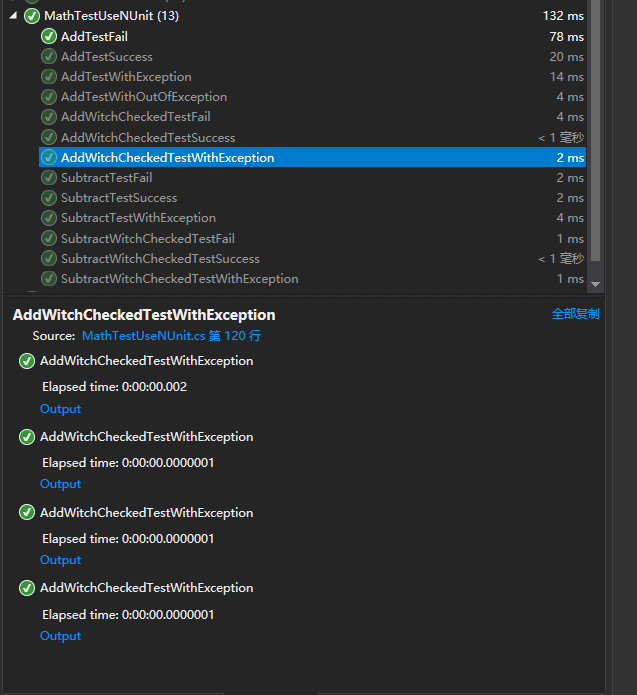 MathTestUseNUnit (13) 132 ms
AddTestFail 78 ms
AddTestSuccess 20 ms
AddTestWithException 14 ms
AddTestWithOutOfException 4 ms
AddWitchCheckedTestFail 4 ms
AddWitchCheckedTestSuccess < 1 毫秒
AddWitchCheckedTestWithException 2 ms
SubtractTestFail 2 ms
SubtractTestSuccess 2 ms
SubtractTestWithException 4 ms
SubtractWitchCheckedTestFail 1 ms
SubtractWitchCheckedTestSuccess < 1 毫秒
SubtractWitchCheckedTestWithException 1 ms
AddWitchCheckedTestWithException 全部复制
Source: MathTestUseNUnit.cs 第 120 行
AddWitchCheckedTestWithException
Elapsed time: 0:00:00.002
Output
AddWitchCheckedTestWithException
Elapsed time: 0:00:00.0000001
Output
AddWitchCheckedTestWithException
Elapsed time: 0:00:00.0000001
Output
AddWitchCheckedTestWithException
Elapsed time: 0:00:00.0000001
Output